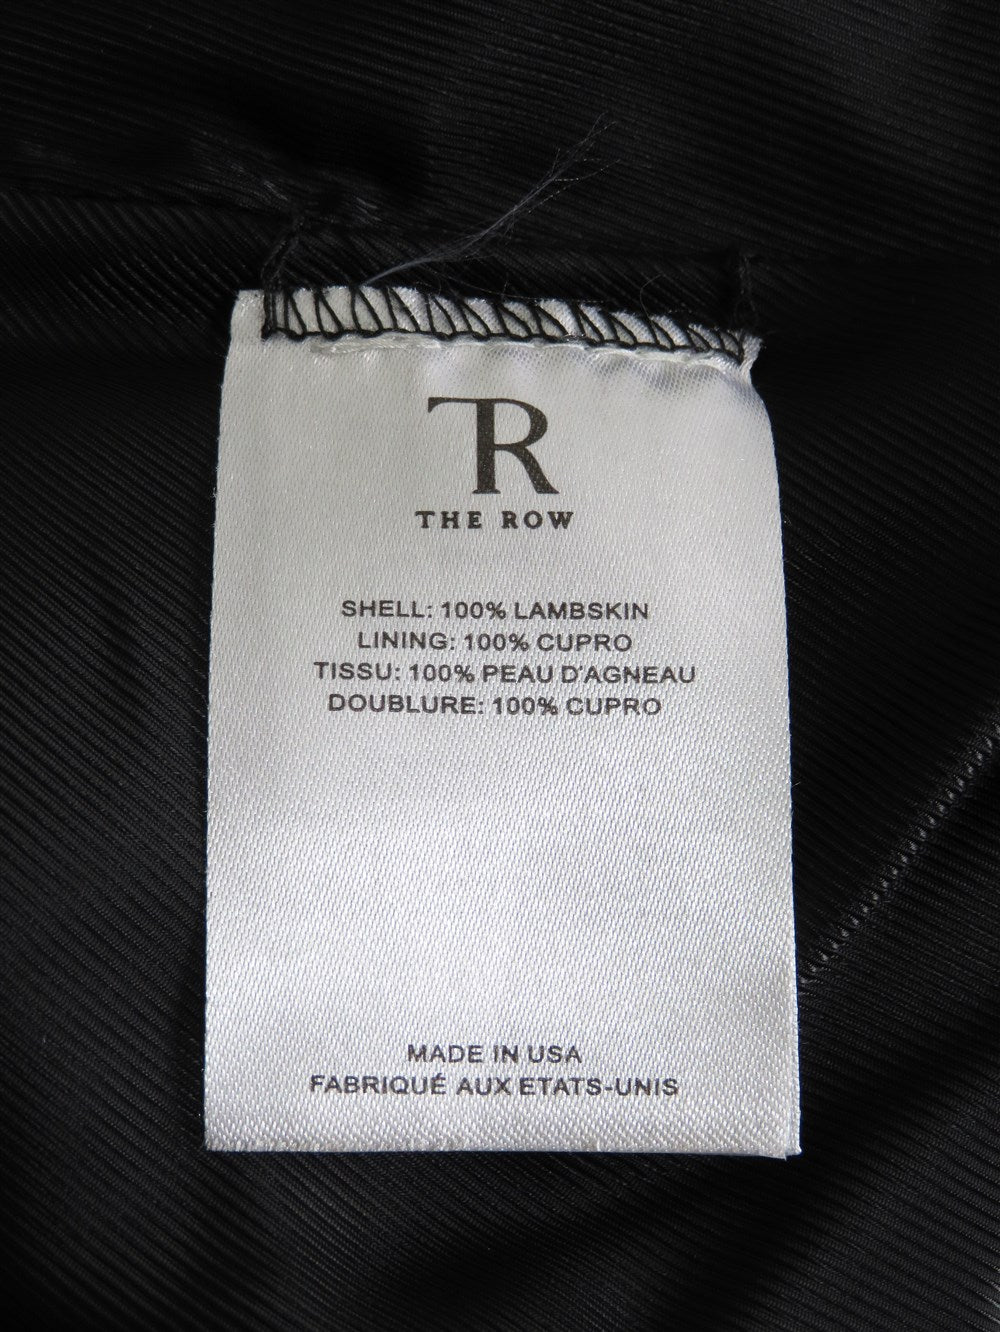 TR
THE ROW
SHELL: 100% LAMBSKIN
LINING: 100% CUPRO
TISSU: 100% PEAU D'AGNEAU
DOUBLURE: 100% CUPRO
MADE IN USA
FABRIQUÉ AUX ETATS-UNIS